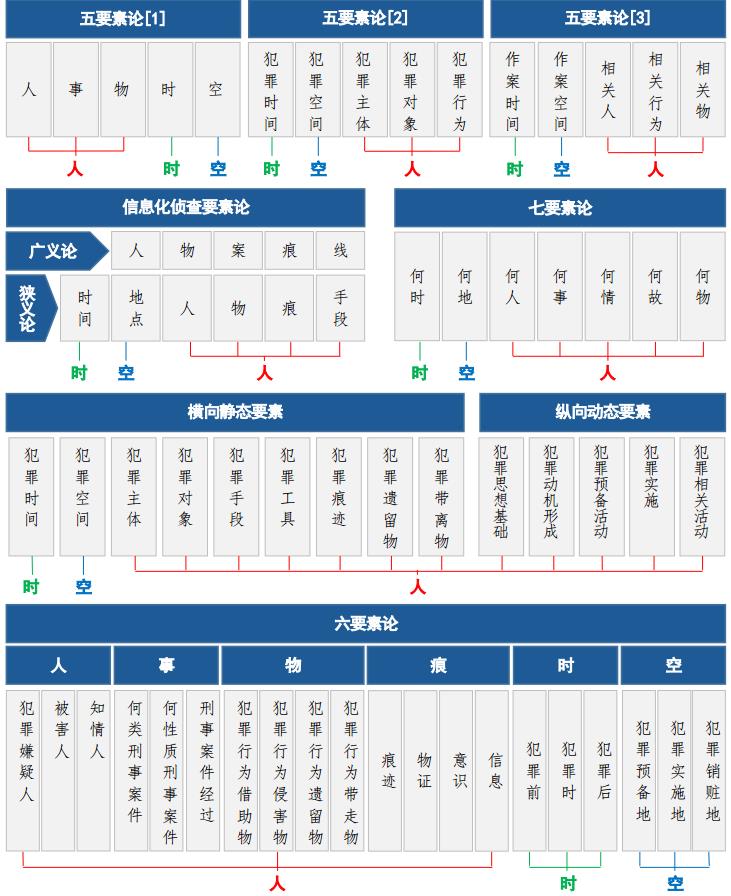 五要素论[1]
人
事
物
时
空
人
时
空
五要素论[2]
犯罪时间
犯罪空间
犯罪主体
犯罪对象
犯罪行为
时
空
人
五要素论[3]
作案时间
作案空间
相关人
相关行为
相关物
时
空
人
信息化侦查要素论
广义论
人
物
案
痕
线
狭义论
时间
地点
人
物
痕
手段
时
空
人
七要素论
何时
何地
何人
何事
何情
何故
何物
时
空
人
横向静态要素
犯罪时间
犯罪空间
犯罪主体
犯罪对象
犯罪手段
犯罪工具
犯罪痕迹
犯罪遗留物
犯罪带离物
纵向动态要素
犯罪思想基础
犯罪动机形成
犯罪预备活动
犯罪实施
犯罪相关活动
时
空
人
六要素论
人
事
物
痕
时
空
犯罪嫌疑人
被害人
知情人
何类刑事案件
何性质刑事案件
刑事案件经过
犯罪行为借助物
犯罪行为侵害物
犯罪行为遗留物
犯罪行为带走物
痕迹
物证
意识
信息
犯罪前
犯罪时
犯罪后
犯罪预备地
犯罪实施地
犯罪销赃地
人
时
空